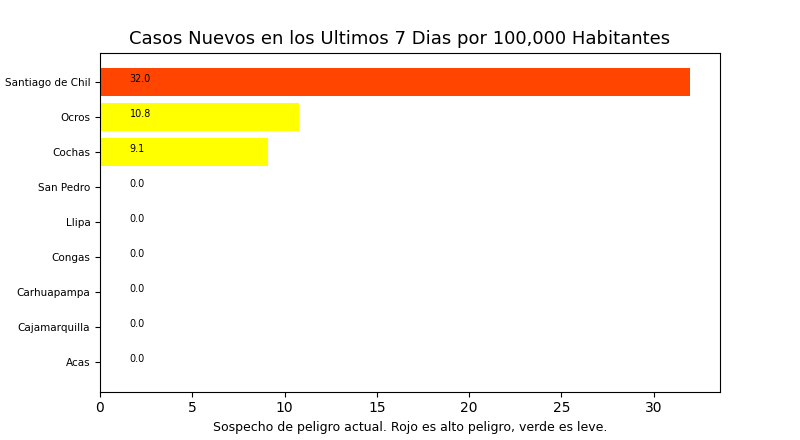 Casos Nuevos en los Ultimos 7 Dias por 100,000 Habitantes
Santiago de Chil 32.0
Ocros 10.8
Cochas 9.1
San Pedro 0.0
Llipa 0.0
Congas 0.0
Carhuapampa 0.0
Cajamarquilla 0.0
Acas 0.0
0 5 10 15 20 25 30
Sospecho de peligro actual. Rojo es alto peligro, verde es leve.